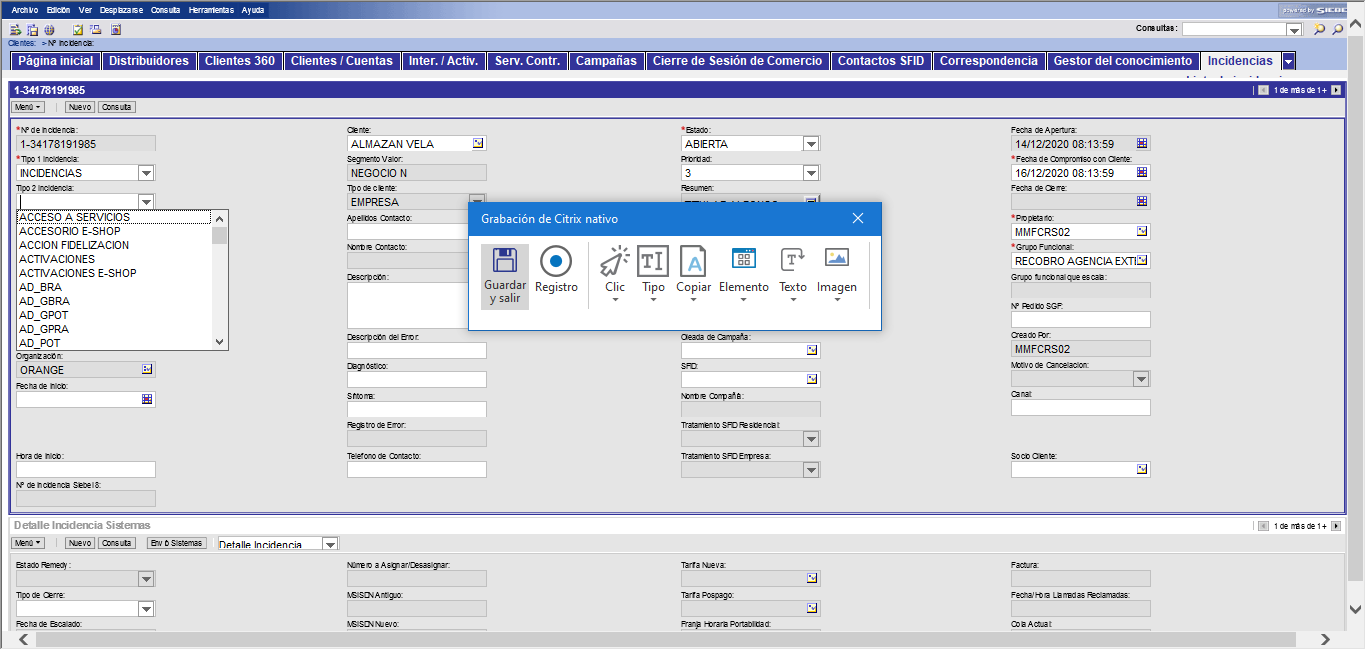 Archivo Edición Ver Desplazarse Consulta Herramientas Ayuda
powered by SIEBEL
Consultas:
Clientes: > Nº Incidencia:
Página inicial Distribuidores Clientes 360 Clientes / Cuentas Inter. / Activ. Serv. Contr. Campañas Cierre de Sesión de Comercio Contactos SFID Correspondencia Gestor del conocimiento Incidencias
1-34178191985
1 de más de 1+
Menú Nuevo Consulta
*Nº de Incidencia: Cliente: *Estado: Fecha de Apertura:
1-34178191985 ALMAZAN VELA ABIERTA 14/12/2020 08:13:59
*Tipo 1 Incidencia: Segmento Valor: Prioridad: *Fecha de Compromiso con Cliente:
INCIDENCIAS NEGOCIO N 3 16/12/2020 08:13:59
Tipo 2 Incidencia: Tipo de cliente: Resumen: Fecha de Cierre:
EMPRESA
ACCESO A SERVICIOS
ACCESORIO E-SHOP
ACCION FIDELIZACION
ACTIVACIONES
ACTIVACIONES E-SHOP
AD_BRA
AD_GBRA
AD_GPOT
AD_GPRA
AD_POT
Apellidos Contacto: *Propietario:
MMFCRS02
Nombre Contacto: *Grupo Funcional:
RECOBRO AGENCIA EXTE
Descripción: Grupo funcional que escala:
Grabación de Citrix nativo
Guardar y salir
Registro
Clic
Tipo
Copiar
Elemento
Texto
Imagen
Nº Pedido SGP:
Descripción del Error: Oleada de Campaña: Creado Por:
MMFCRS02
Organización:
ORANGE
Diagnóstico: SFID: Motivo de Cancelación:
Fecha de Inicio: Síntoma: Nombre Compañía: Canal:
Registro de Error: Tratamiento SFID Residencial:
Hora de Inicio: Telefono de Contacto: Tratamiento SFID Empresa: Socio Cliente:
Nº de Incidencia Siebel 8:
Detalle Incidencia Sistemas
1 de más de 1+
Menú Nuevo Consulta Envío Sistemas Detalle Incidencia
Estado Remedy: Número a Asignar/Desasignar: Tarifa Nueva: Factura:
Tipo de Cierre: MSISDN Antiguo: Tarifa Pospago: Fecha/Hora Llamadas Reclamadas:
Fecha de Escalado: MSISDN Nuevo: Franja Horaria Portabilidad: Cola Actual: